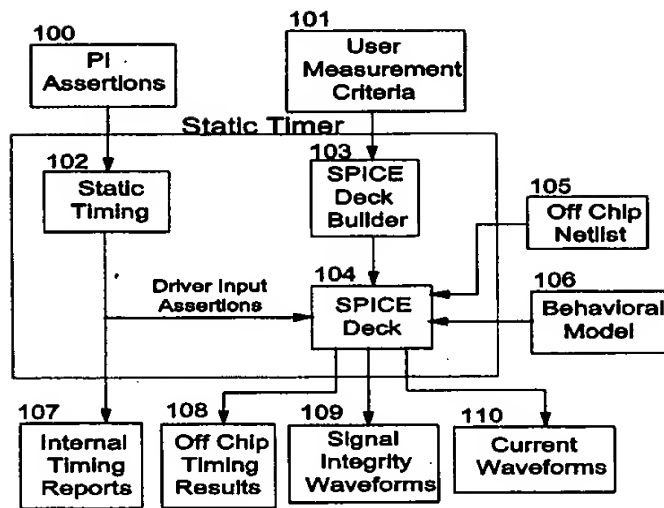 100
PI
Assertions
101
User
Measurement
Criteria
Static Timer
102
Static
Timing
103
SPICE
Deck
Builder
105
Off Chip
Netlist
Driver Input
Assertions
104
SPICE
Deck
106
Behavioral
Model
107
Internal
Timing
Reports
108
Off Chip
Timing
Results
109
Signal
Integrity
Waveforms
110
Current
Waveforms